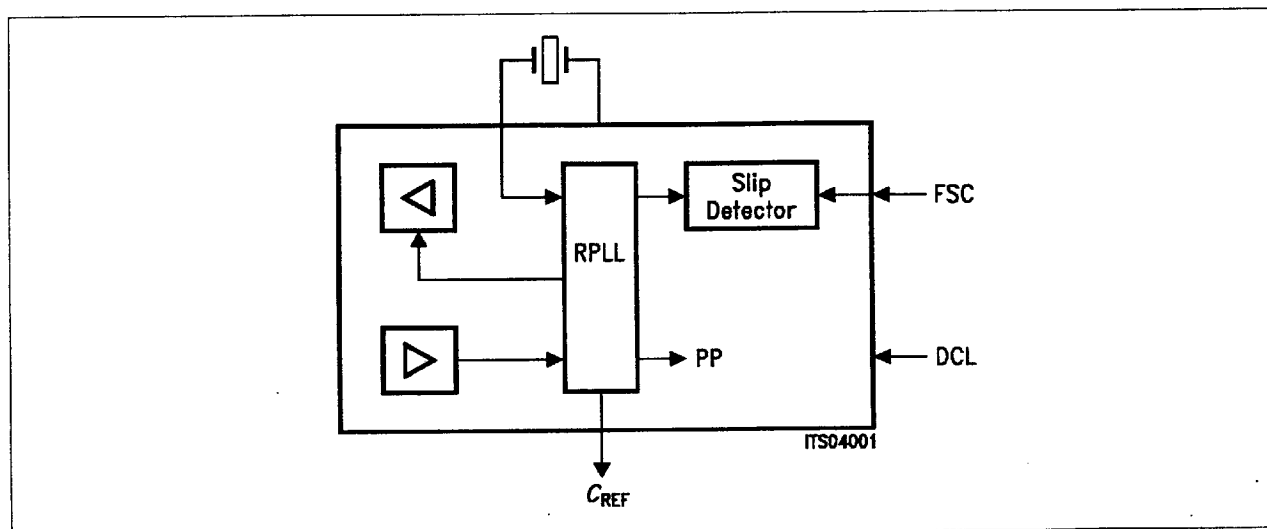 Slip
Detector
FSC
RPLL
PP
DCL
ITS04001
CREF